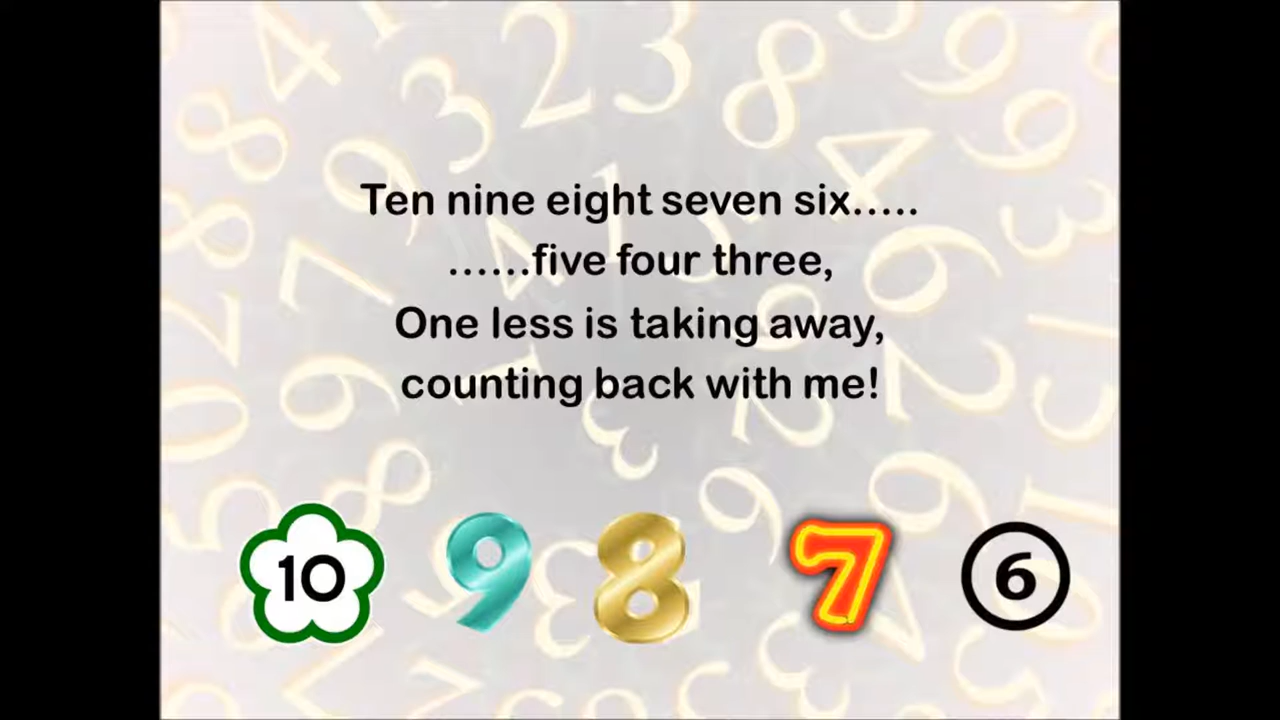 Ten nine eight seven six.....
......five four three,
One less is taking away,
counting back with me!
10 9 8 7 6